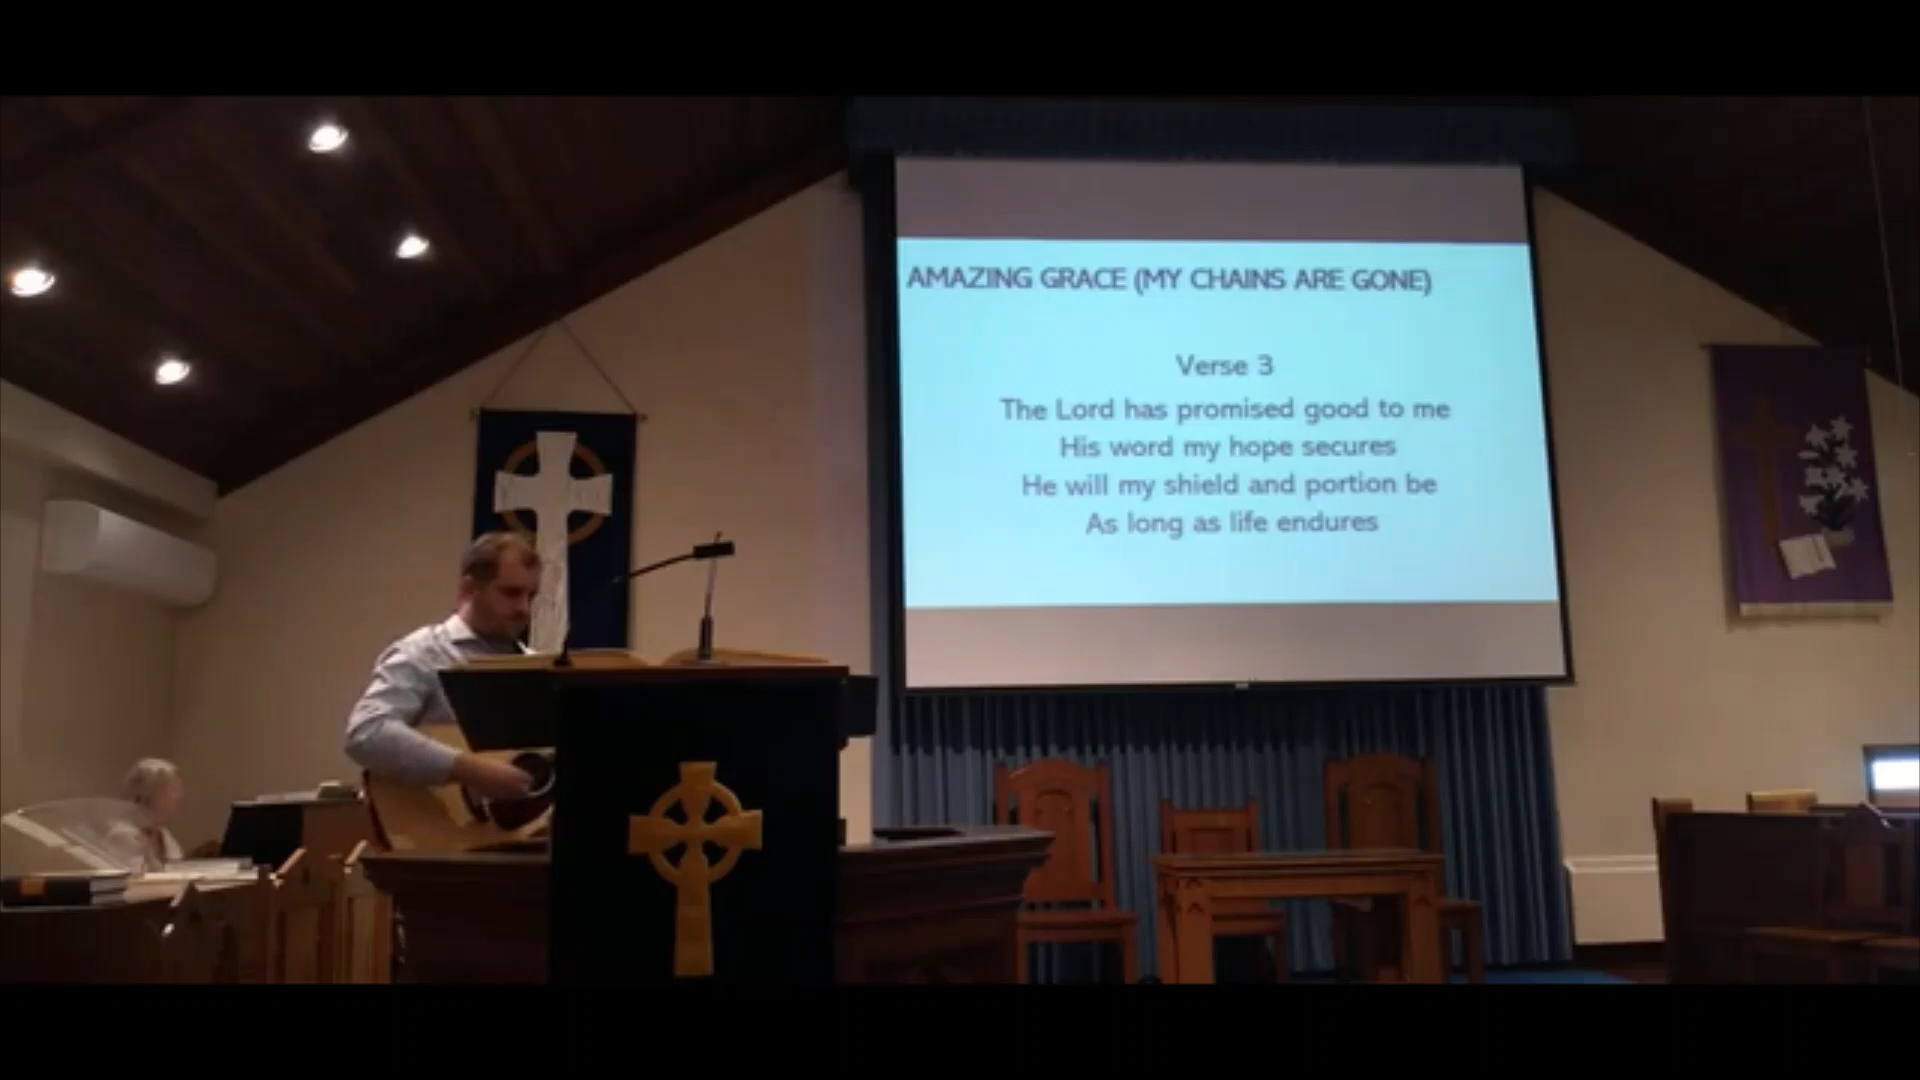 AMAZING GRACE (MY CHAINS ARE GONE)
Verse 3
The Lord has promised good to me
His word my hope secures
He will my shield and portion be
As long as life endures